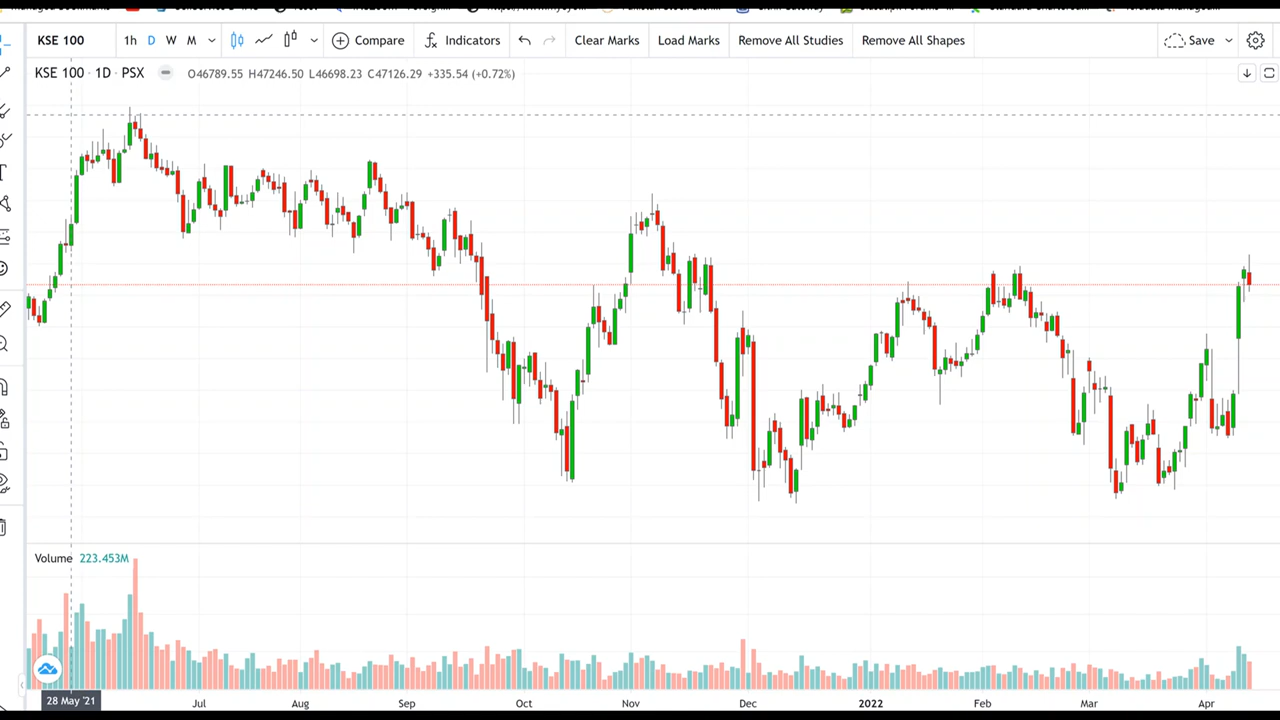 KSE 100 1h D W M Compare Indicators Clear Marks Load Marks Remove All Studies Remove All Shapes Save
KSE 100 · 1D · PSX O46789.55 H47246.50 L46698.23 C47126.29 +335.54 (+0.72%)
Volume 223.453M
28 May '21 Jul Aug Sep Oct Nov Dec 2022 Feb Mar Apr